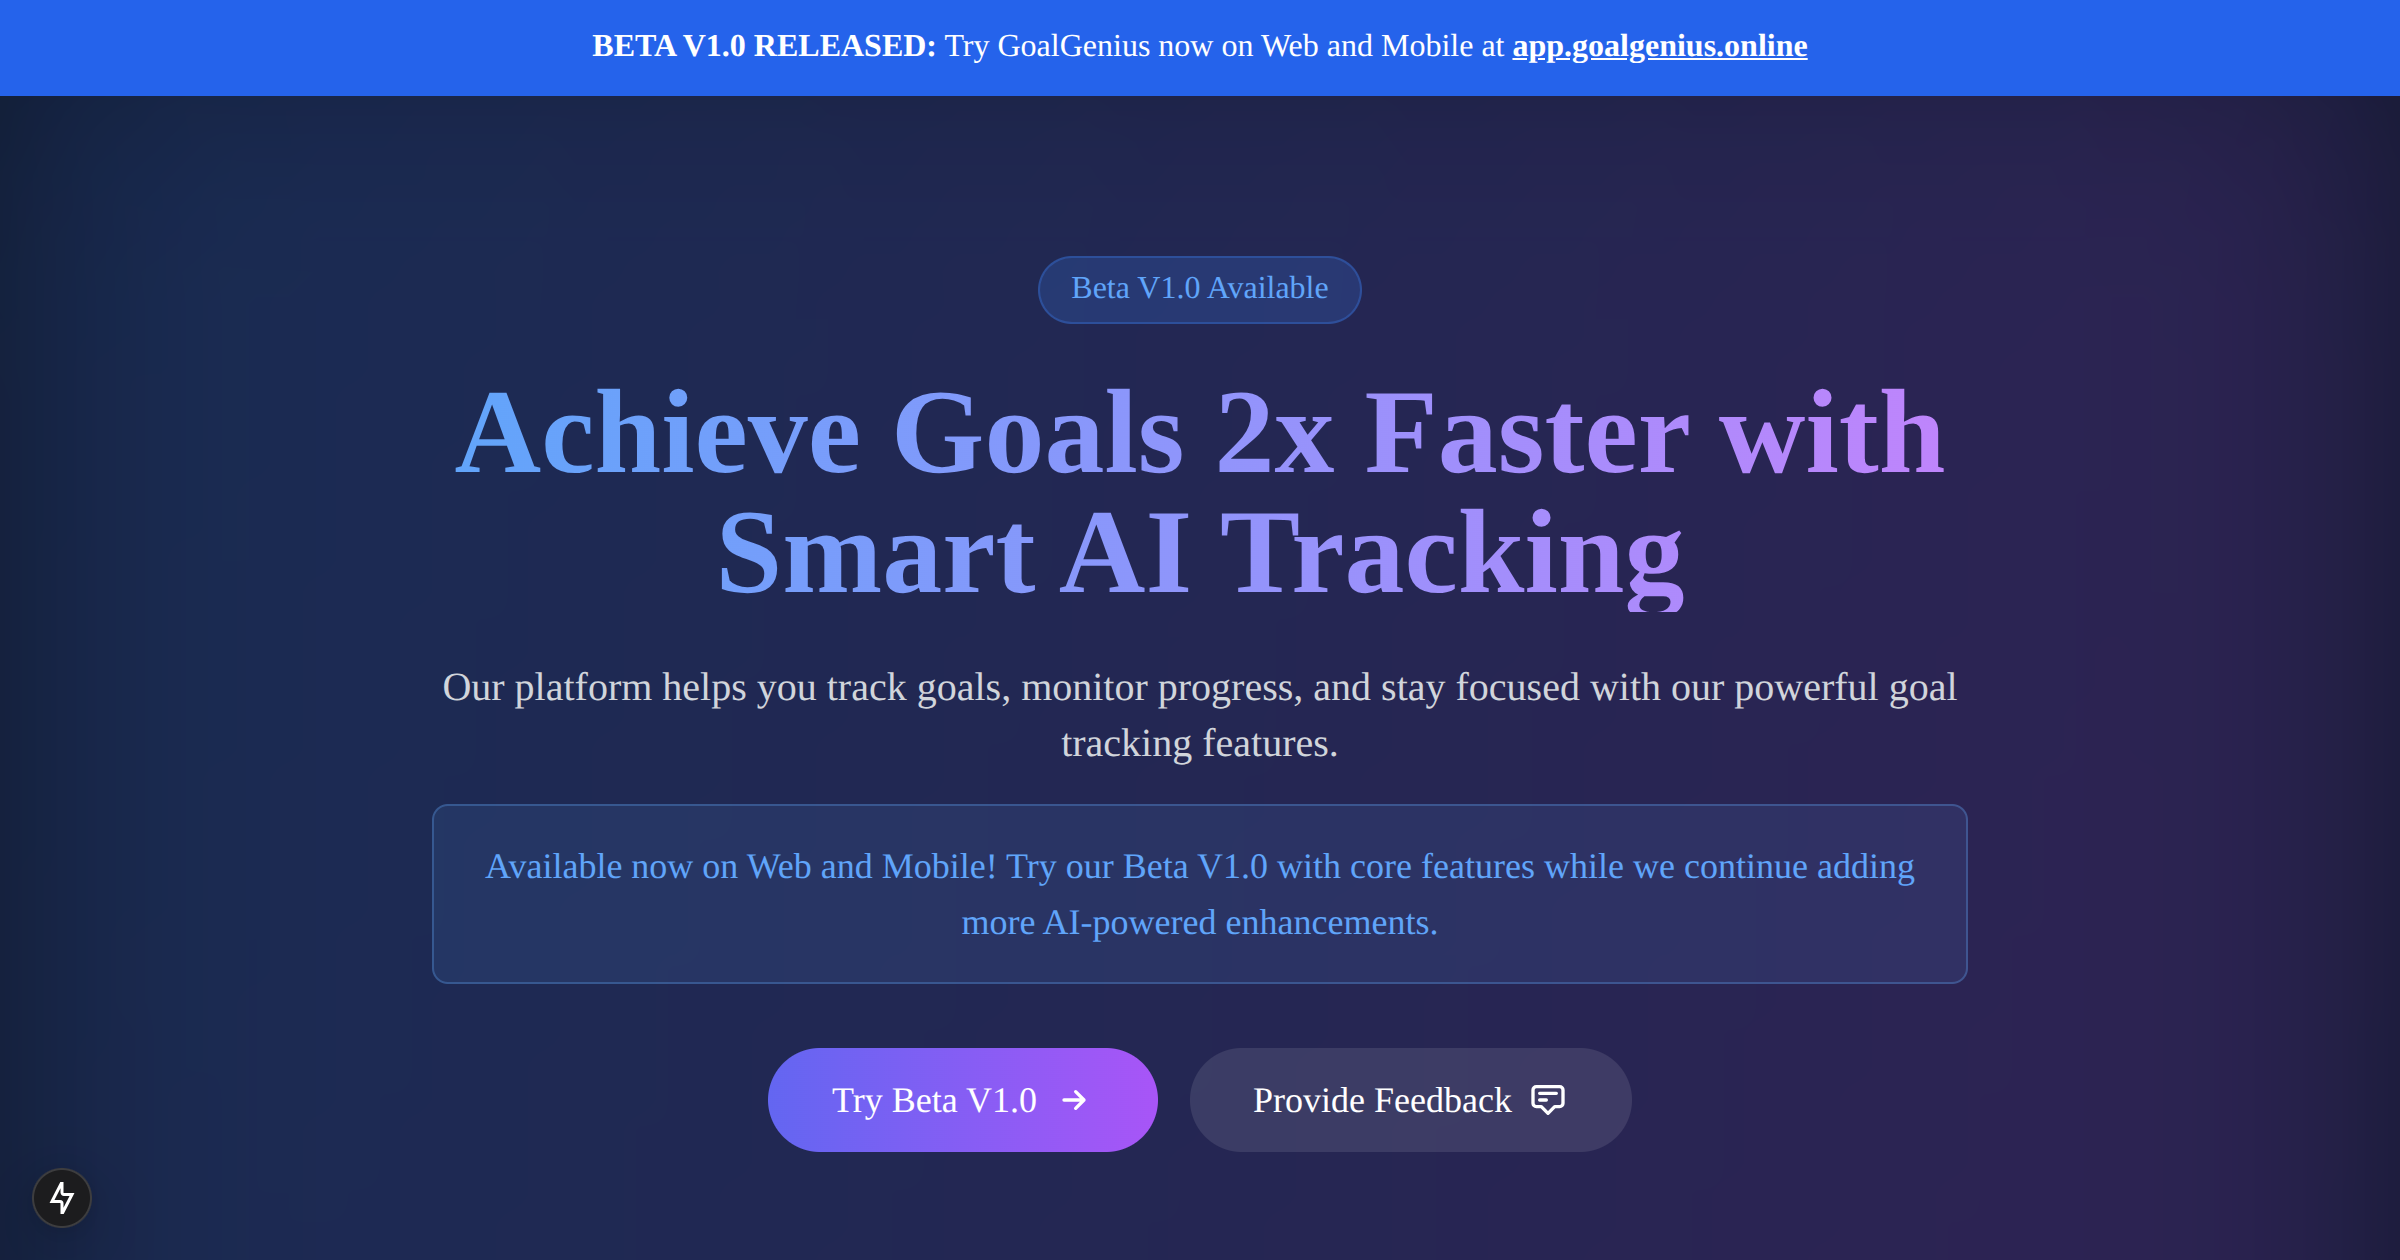 BETA V1.0 RELEASED: Try GoalGenius now on Web and Mobile at app.goalgenius.online
Beta V1.0 Available
Achieve Goals 2x Faster with
Smart AI Tracking
Our platform helps you track goals, monitor progress, and stay focused with our powerful goal
tracking features.
Available now on Web and Mobile! Try our Beta V1.0 with core features while we continue adding
more AI-powered enhancements.
Try Beta V1.0
Provide Feedback